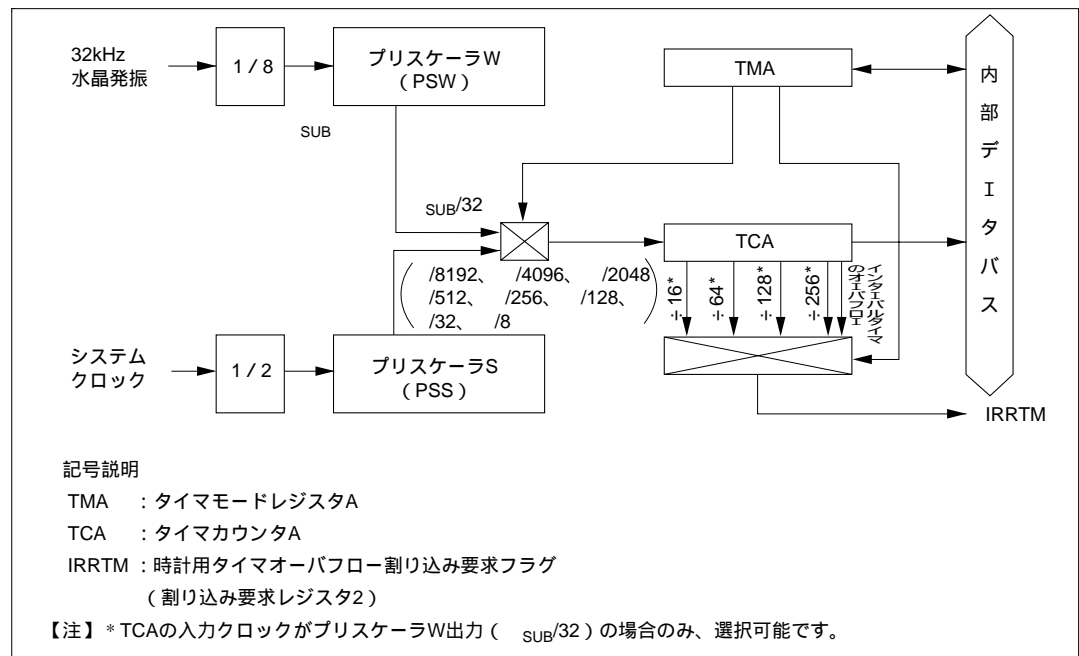 32kHz
水晶発振
1/8
プリスケーラW
(PSW)
SUB
TMA
内部デｴタバス
SUB/32
TCA
(/8192、 /4096、 /2048
/512、 /256、 /128、
/32、 /8)
÷16*
÷64*
÷128*
÷256*
インタェバルタイマ
のオェバフロェ
システム
クロック
1/2
プリスケーラS
(PSS)
IRRTM
記号説明
TMA :タイマモードレジスタA
TCA :タイマカウンタA
IRRTM :時計用タイマオーバフロー割り込み要求フラグ
(割り込み要求レジスタ2)
【注】*TCAの入力クロックがプリスケーラW出力( SUB/32)の場合のみ、選択可能です。